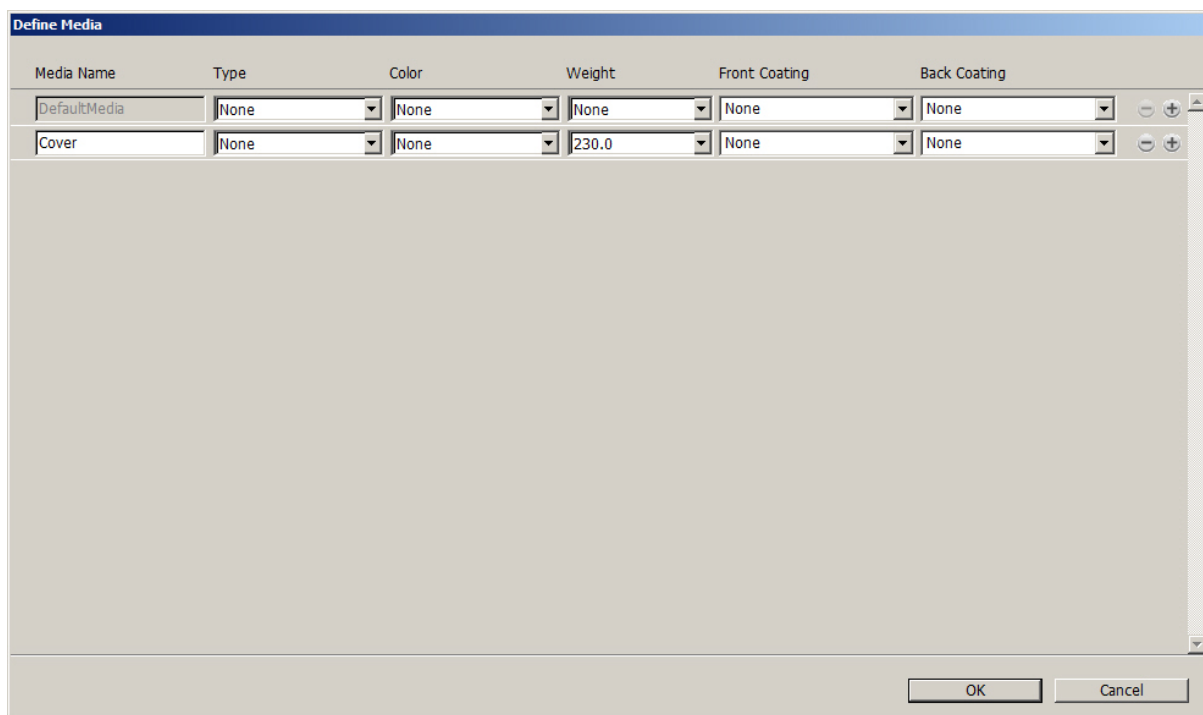 Define Media
Media Name Type Color Weight Front Coating Back Coating
DefaultMedia None None None None None
Cover None None 230.0 None None
OK Cancel